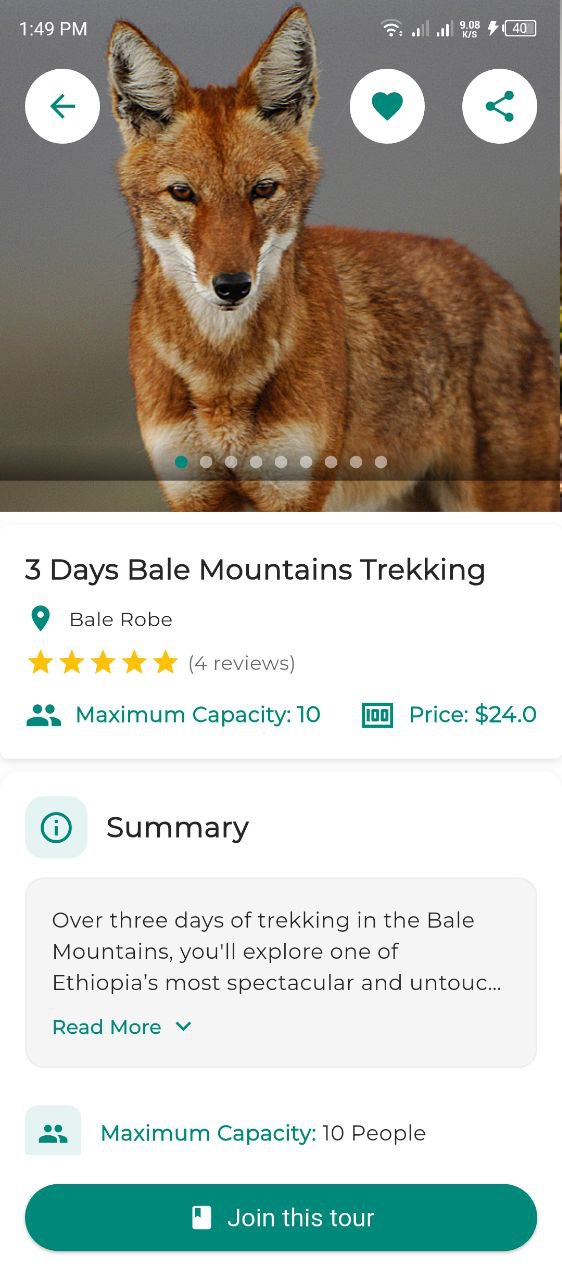 1:49 PM
9.08
K/S
40
3 Days Bale Mountains Trekking
Bale Robe
(4 reviews)
Maximum Capacity: 10
100
Price: $24.0
Summary
Over three days of trekking in the Bale
Mountains, you'll explore one of
Ethiopia's most spectacular and untouc...
Read More
Maximum Capacity: 10 People
Join this tour